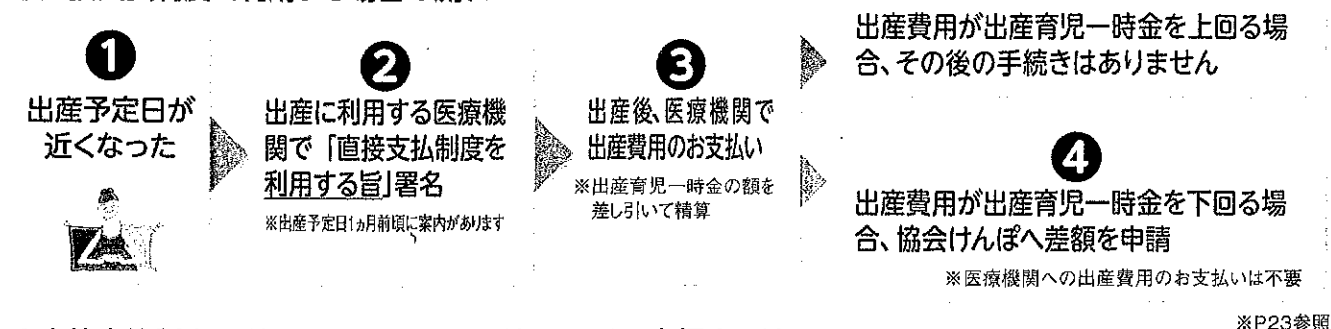 ❶
出産予定日が
近くなった
❷
出産に利用する医療機
関で「直接支払制度を
利用する旨」署名
※出産予定日1ヵ月前頃に案内があります
❸
出産後、医療機関で
出産費用のお支払い
※出産育児一時金の額を
差し引いて精算
出産費用が出産育児一時金を上回る場
合、その後の手続きはありません
❹
出産費用が出産育児一時金を下回る場
合、協会けんぽへ差額を申請
※医療機関への出産費用のお支払いは不要
※P23参照